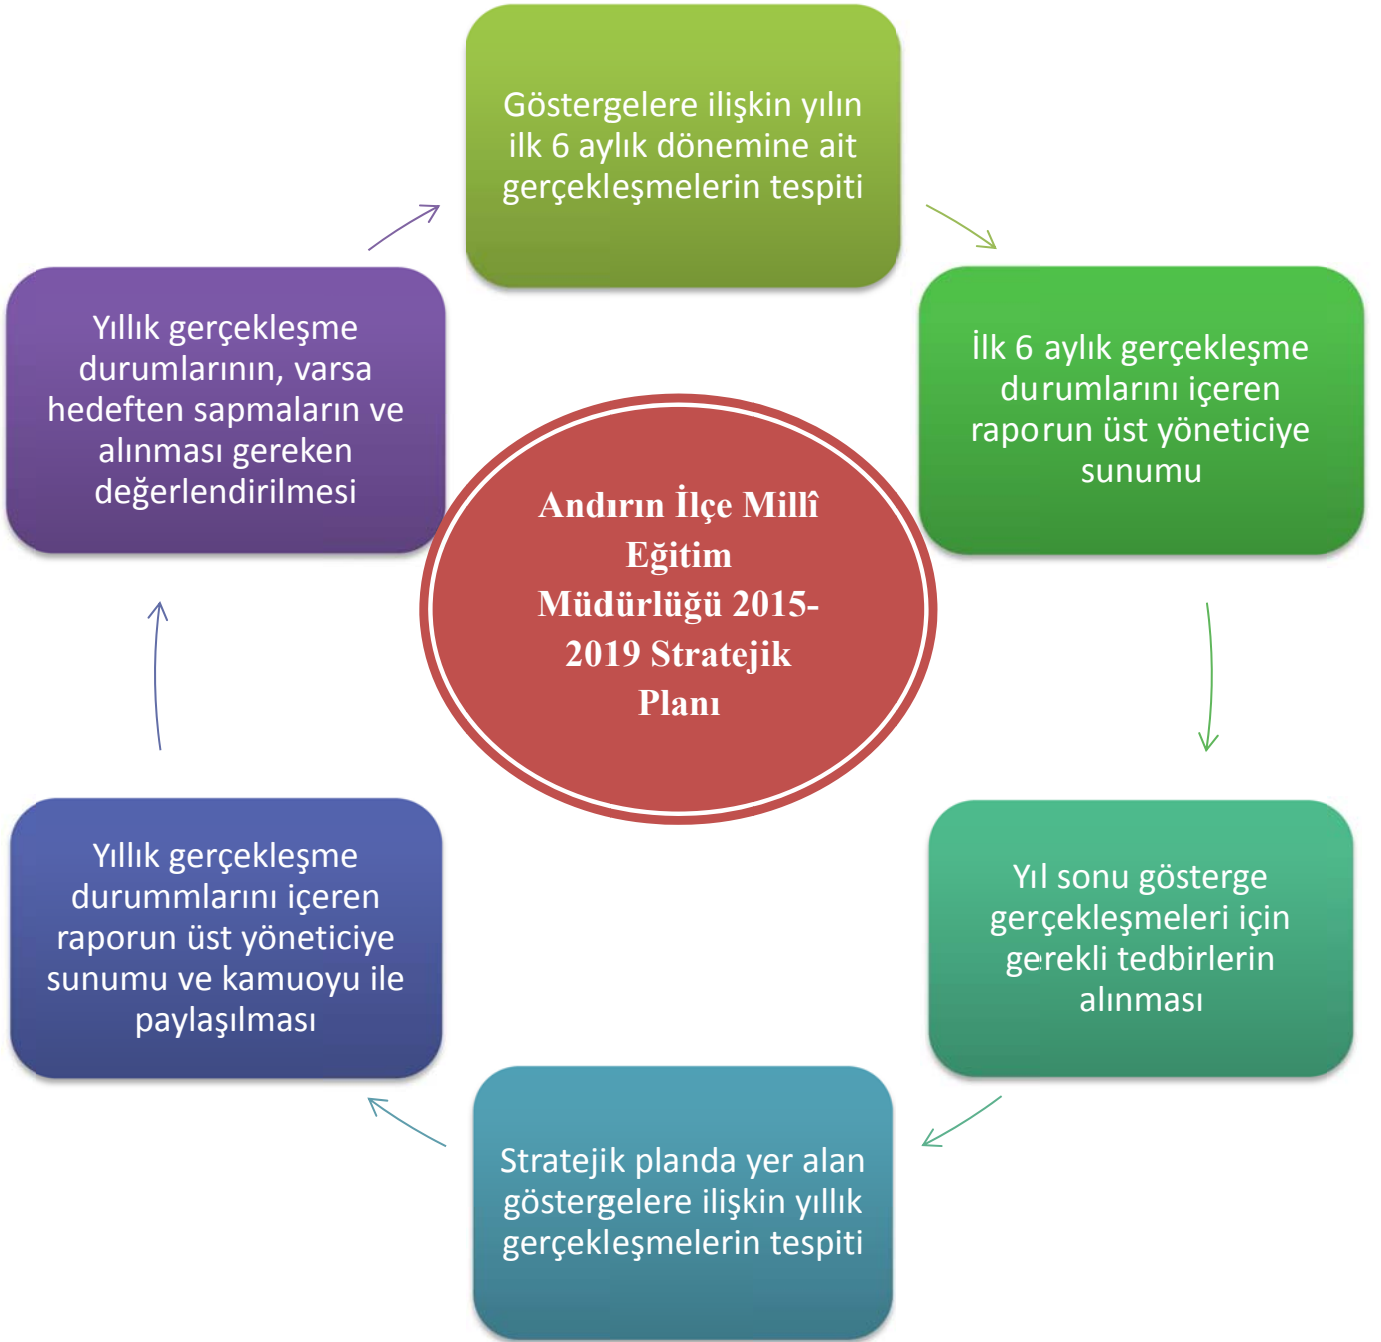 Göstergelere ilişkin yılın
ilk 6 aylık dönemine ait
gerçekleşmelerin tespiti
İlk 6 aylık gerçekleşme
durumlarını içeren
raporun üst yöneticiye
sunumu
Yıl sonu gösterge
gerçekleşmeleri için
gerekli tedbirlerin
alınması
Stratejik planda yer alan
göstergelere ilişkin yıllık
gerçekleşmelerin tespiti
Yıllık gerçekleşme
durummlarını içeren
raporun üst yöneticiye
sunumu ve kamuoyu ile
paylaşılması
Yıllık gerçekleşme
durumlarının, varsa
hedeften sapmaların ve
alınması gereken
değerlendirilmesi
Andırın İlçe Millî
Eğitim
Müdürlüğü 2015-
2019 Stratejik
Planı